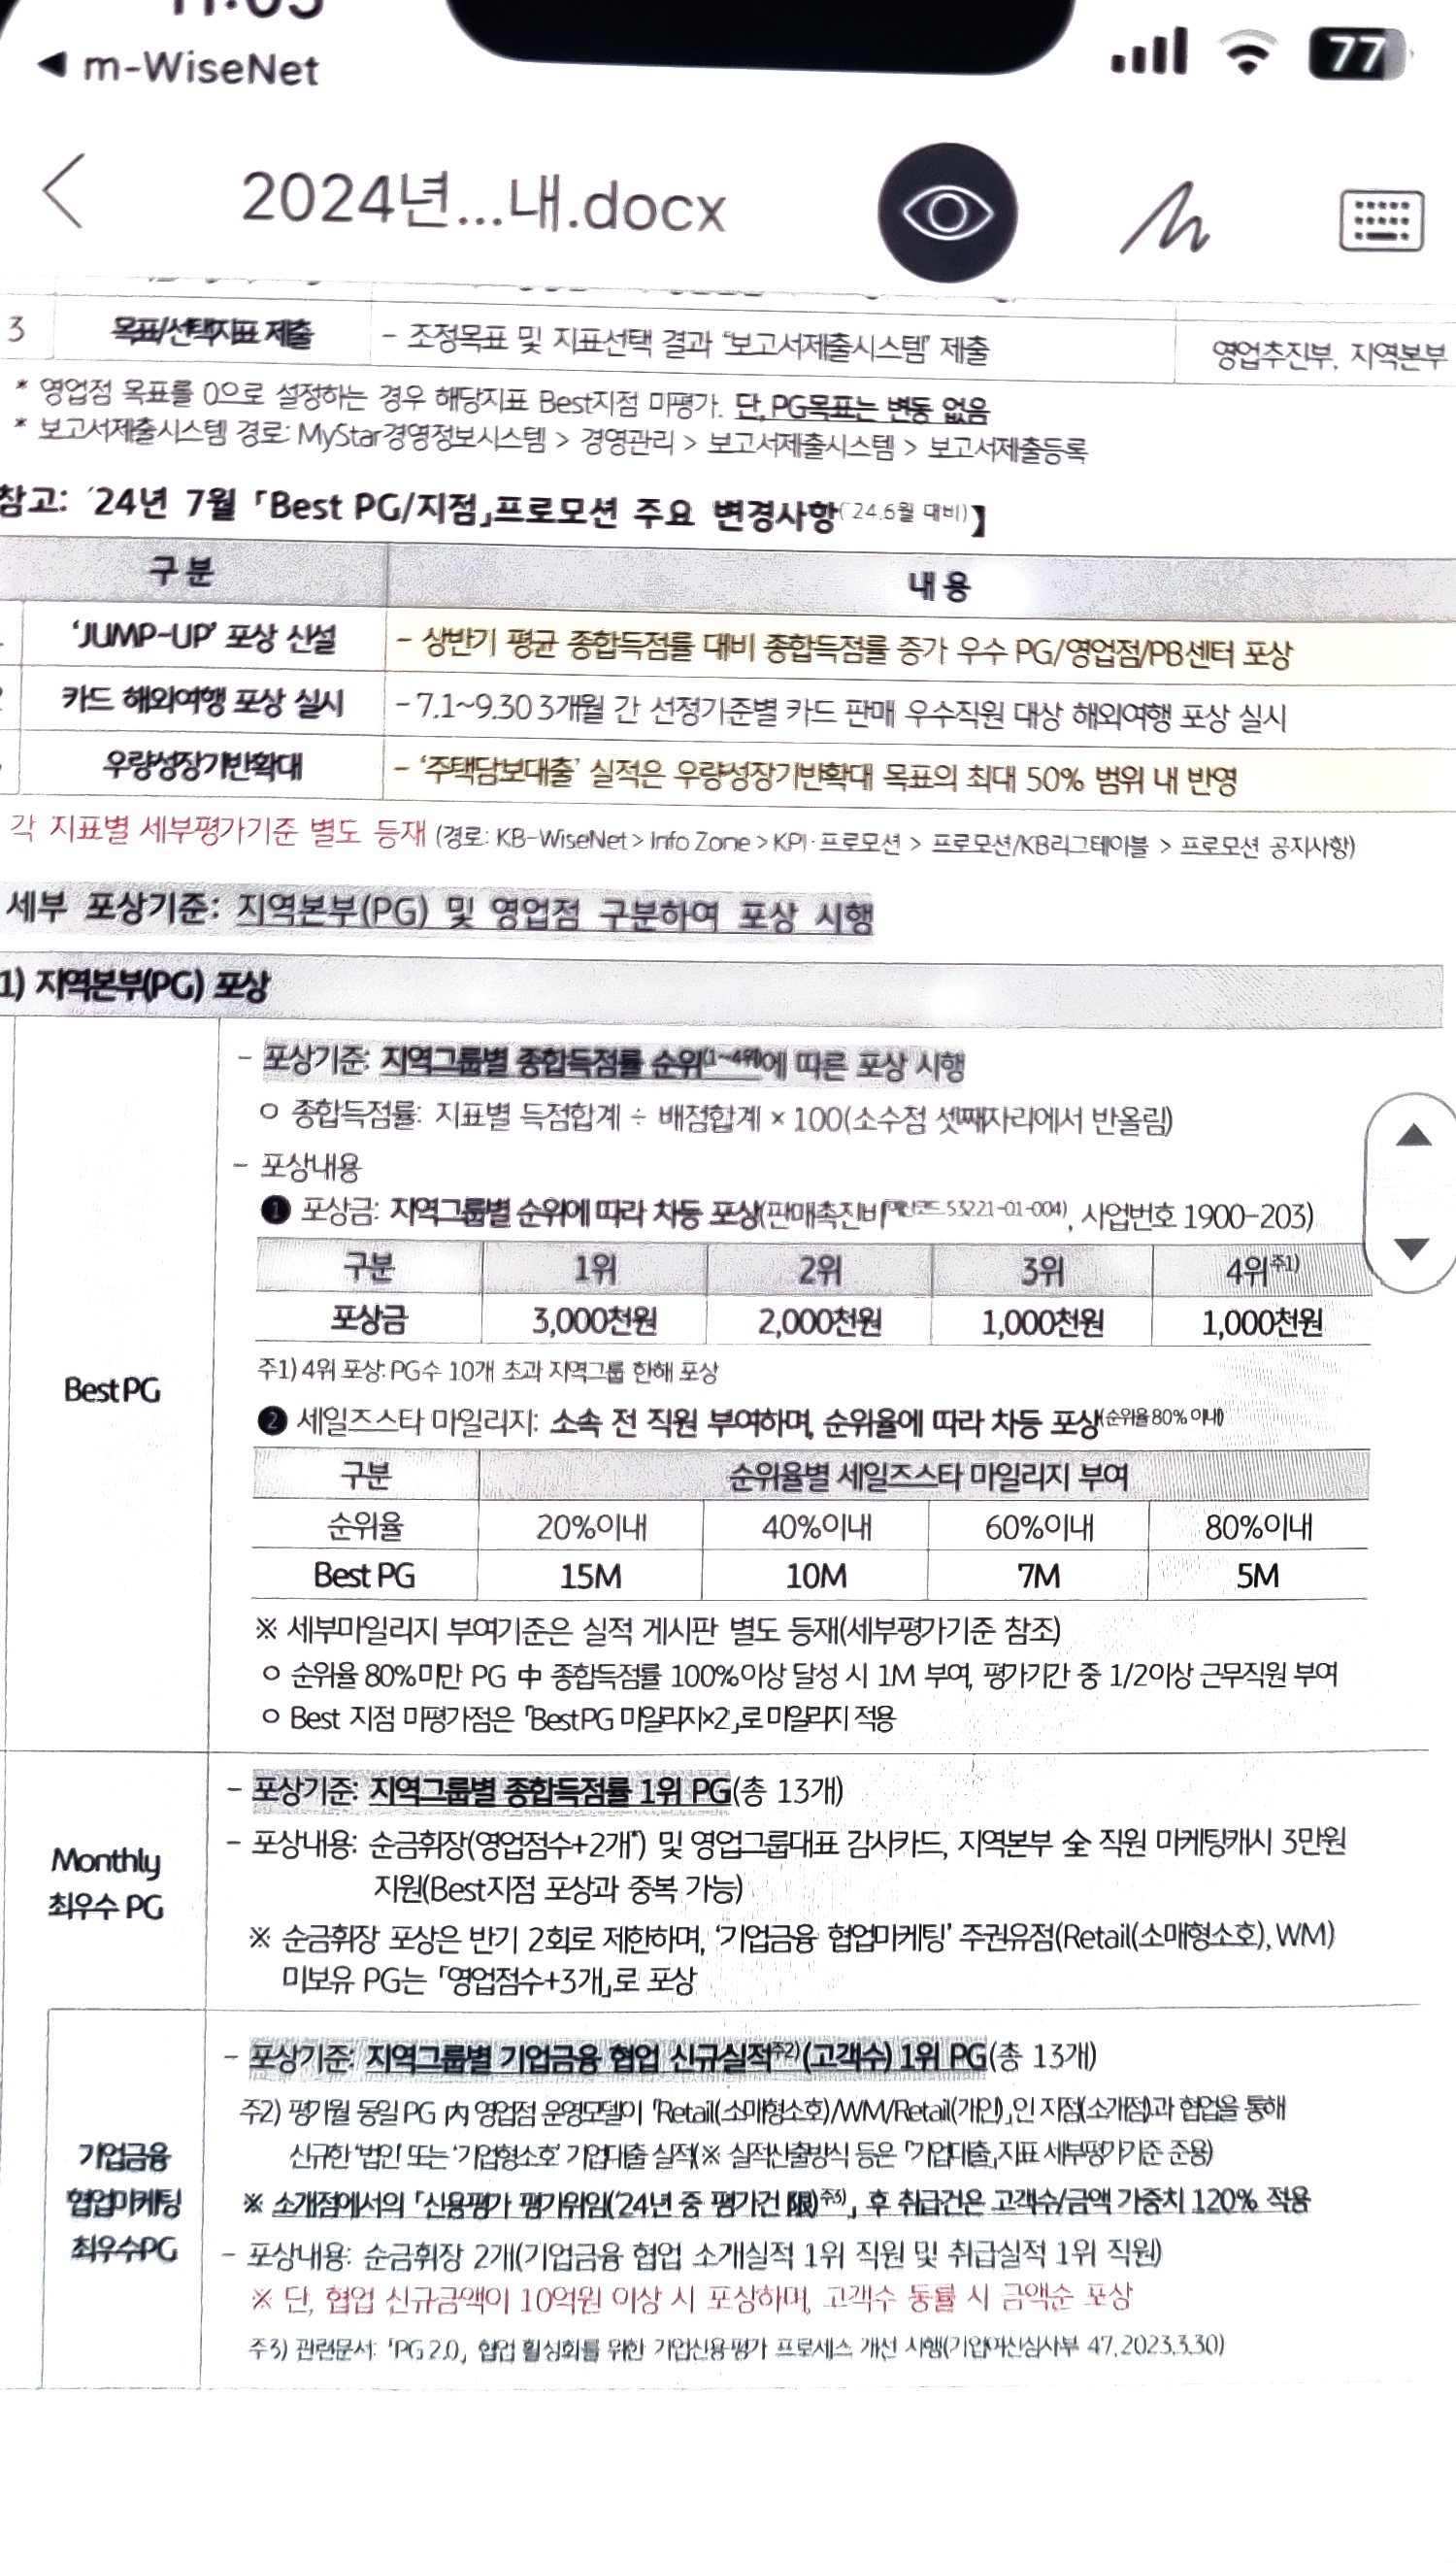 m-WiseNet
77
2024년...내.docx
3 목표/선택지표 제출 - 조정목표 및 지표선택 결과 '보고서제출시스템' 제출 영업추진부, 지역본부
* 영업점 목표를 0으로 설정하는 경우 해당지표 Best지점 미평가. 단, PG목표는 변동 없음
* 보고서제출시스템 경로: MyStar경영정보시스템 > 경영관리 > 보고서제출시스템 > 보고서제출등록
참고: ´24년 7월 「Best PG/지점」프로모션 주요 변경사항(´24.6월 대비)】
구 분 내 용
'JUMP-UP' 포상 신설 - 상반기 평균 종합득점률 대비 종합득점률 증가 우수 PG/영업점/PB센터 포상
카드 해외여행 포상 실시 - 7.1~9.30 3개월 간 선정기준별 카드 판매 우수직원 대상 해외여행 포상 실시
우량성장기반확대 - '주택담보대출' 실적은 우량성장기반확대 목표의 최대 50% 범위 내 반영
각 지표별 세부평가기준 별도 등재 (경로: KB-WiseNet > Info Zone > KPI·프로모션 > 프로모션/KB리그테이블 > 프로모션 공지사항)
세부 포상기준: 지역본부(PG) 및 영업점 구분하여 포상 시행
1) 지역본부(PG) 포상
- 포상기준: 지역그룹별 종합득점률 순위(1~4위)에 따른 포상 시행
ㅇ 종합득점률: 지표별 득점합계 ÷ 배점합계 × 100(소수점 셋째자리에서 반올림)
- 포상내용
❶ 포상금: 지역그룹별 순위에 따라 차등 포상(판매촉진비 53221-01-004), 사업번호 1900-203)
구분 1위 2위 3위 4위주1)
포상금 3,000천원 2,000천원 1,000천원 1,000천원
주1) 4위 포상: PG수 10개 초과 지역그룹 한해 포상
Best PG
❷ 세일즈스타 마일리지: 소속 전 직원 부여하며, 순위율에 따라 차등 포상(순위율 80% 이내)
구분 순위율별 세일즈스타 마일리지 부여
순위율 20%이내 40%이내 60%이내 80%이내
Best PG 15M 10M 7M 5M
※ 세부마일리지 부여기준은 실적 게시판 별도 등재(세부평가기준 참조)
ㅇ 순위율 80%미만 PG 中 종합득점률 100%이상 달성 시 1M 부여, 평가기간 중 1/2이상 근무직원 부여
ㅇ Best 지점 미평가점은 「Best PG 마일리지×2」로 마일리지 적용
- 포상기준: 지역그룹별 종합득점률 1위 PG(총 13개)
Monthly
최우수 PG
- 포상내용: 순금휘장(영업점수+2개*) 및 영업그룹대표 감사카드, 지역본부 全 직원 마케팅캐시 3만원
지원(Best지점 포상과 중복 가능)
※ 순금휘장 포상은 반기 2회로 제한하며, '기업금융 협업마케팅' 주권유점(Retail(소매형소호), WM)
미보유 PG는 「영업점수+3개」로 포상
- 포상기준: 지역그룹별 기업금융 협업 신규실적주2)(고객수) 1위 PG(총 13개)
주2) 평가월 동일 PG 內 영업점 운영모델이 「Retail(소매형소호)/WM/Retail(개인)」인 지점(소개점)과 협업을 통해
신규한 '법인' 또는 '기업형소호' 기업대출 실적(※ 실적산출방식 등은 「기업대출」지표 세부평가기준 준용)
기업금융
협업마케팅
최우수PG
※ 소개점에서의 「신용평가 평가위임('24년 중 평가건 限)주3)」 후 취급건은 고객수/금액 가중치 120% 적용
- 포상내용: 순금휘장 2개(기업금융 협업 소개실적 1위 직원 및 취급실적 1위 직원)
※ 단, 협업 신규금액이 10억원 이상 시 포상하며, 고객수 동률 시 금액순 포상
주3) 관련문서: 「PG 2.0」 협업 활성화를 위한 기업신용평가 프로세스 개선 시행(기업여신심사부 47, 2023.3.30)